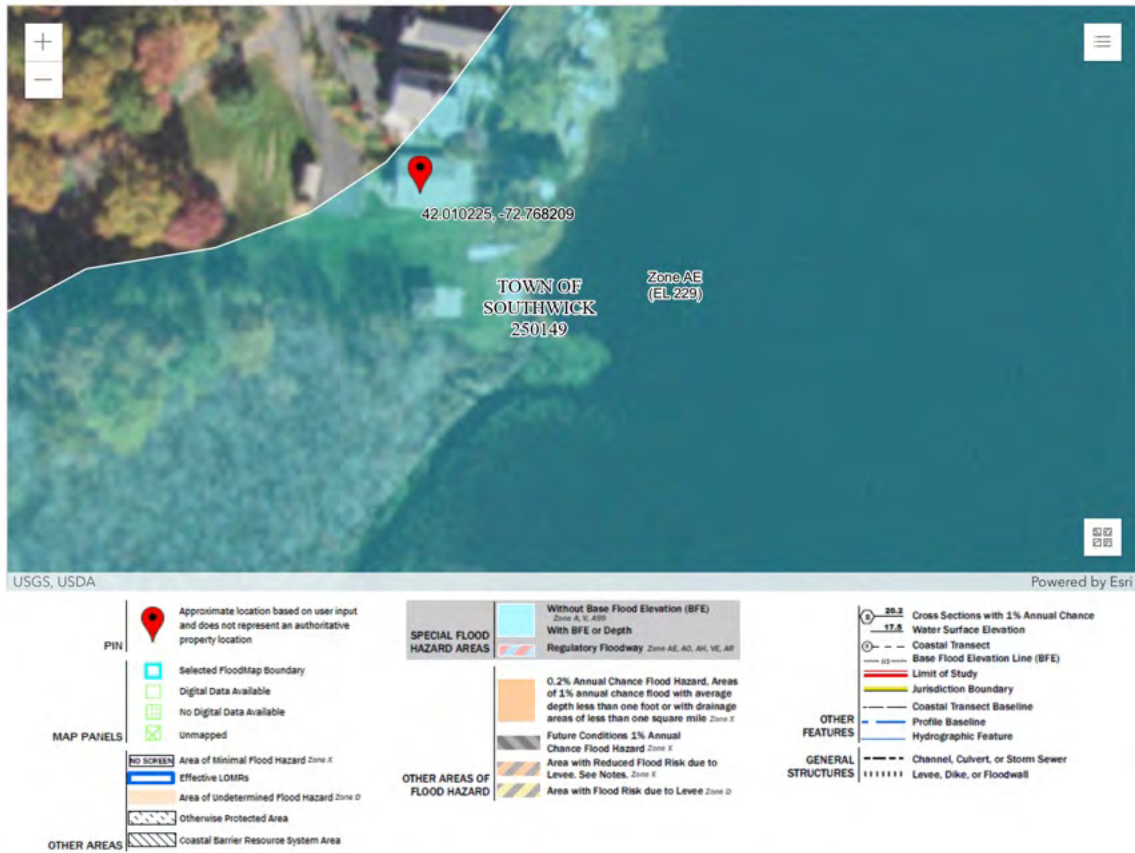 +
−
42.010225, -72.768209
TOWN OF
SOUTHWICK
250149
Zone AE
(EL 229)
USGS, USDA
Powered by Esri
PIN
Approximate location based on user input
and does not represent an authoritative
property location
MAP PANELS
Selected FloodMap Boundary
Digital Data Available
No Digital Data Available
Unmapped
OTHER AREAS
NO SCREEN Area of Minimal Flood Hazard Zone X
Effective LOMRs
Area of Undetermined Flood Hazard Zone D
Otherwise Protected Area
Coastal Barrier Resource System Area
SPECIAL FLOOD
HAZARD AREAS
Without Base Flood Elevation (BFE)
Zone A, V, A99
With BFE or Depth
Regulatory Floodway Zone AE, AO, AH, VE, AR
OTHER AREAS OF
FLOOD HAZARD
0.2% Annual Chance Flood Hazard, Areas
of 1% annual chance flood with average
depth less than one foot or with drainage
areas of less than one square mile Zone X
Future Conditions 1% Annual
Chance Flood Hazard Zone X
Area with Reduced Flood Risk due to
Levee. See Notes. Zone X
Area with Flood Risk due to Levee Zone D
OTHER
FEATURES
20.2 Cross Sections with 1% Annual Chance
17.5 Water Surface Elevation
Coastal Transect
Base Flood Elevation Line (BFE)
Limit of Study
Jurisdiction Boundary
Coastal Transect Baseline
Profile Baseline
Hydrographic Feature
GENERAL
STRUCTURES
Channel, Culvert, or Storm Sewer
Levee, Dike, or Floodwall